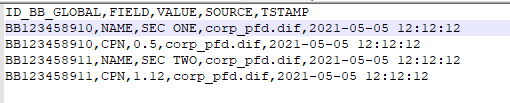 ID_BB_GLOBAL,FIELD,VALUE,SOURCE,TSTAMP
BB123458910,NAME,SEC ONE,corp_pfd.dif,2021-05-05 12:12:12
BB123458910,CPN,0.5,corp_pfd.dif,2021-05-05 12:12:12
BB123458911,NAME,SEC TWO,corp_pfd.dif,2021-05-05 12:12:12
BB123458911,CPN,1.12,corp_pfd.dif,2021-05-05 12:12:12